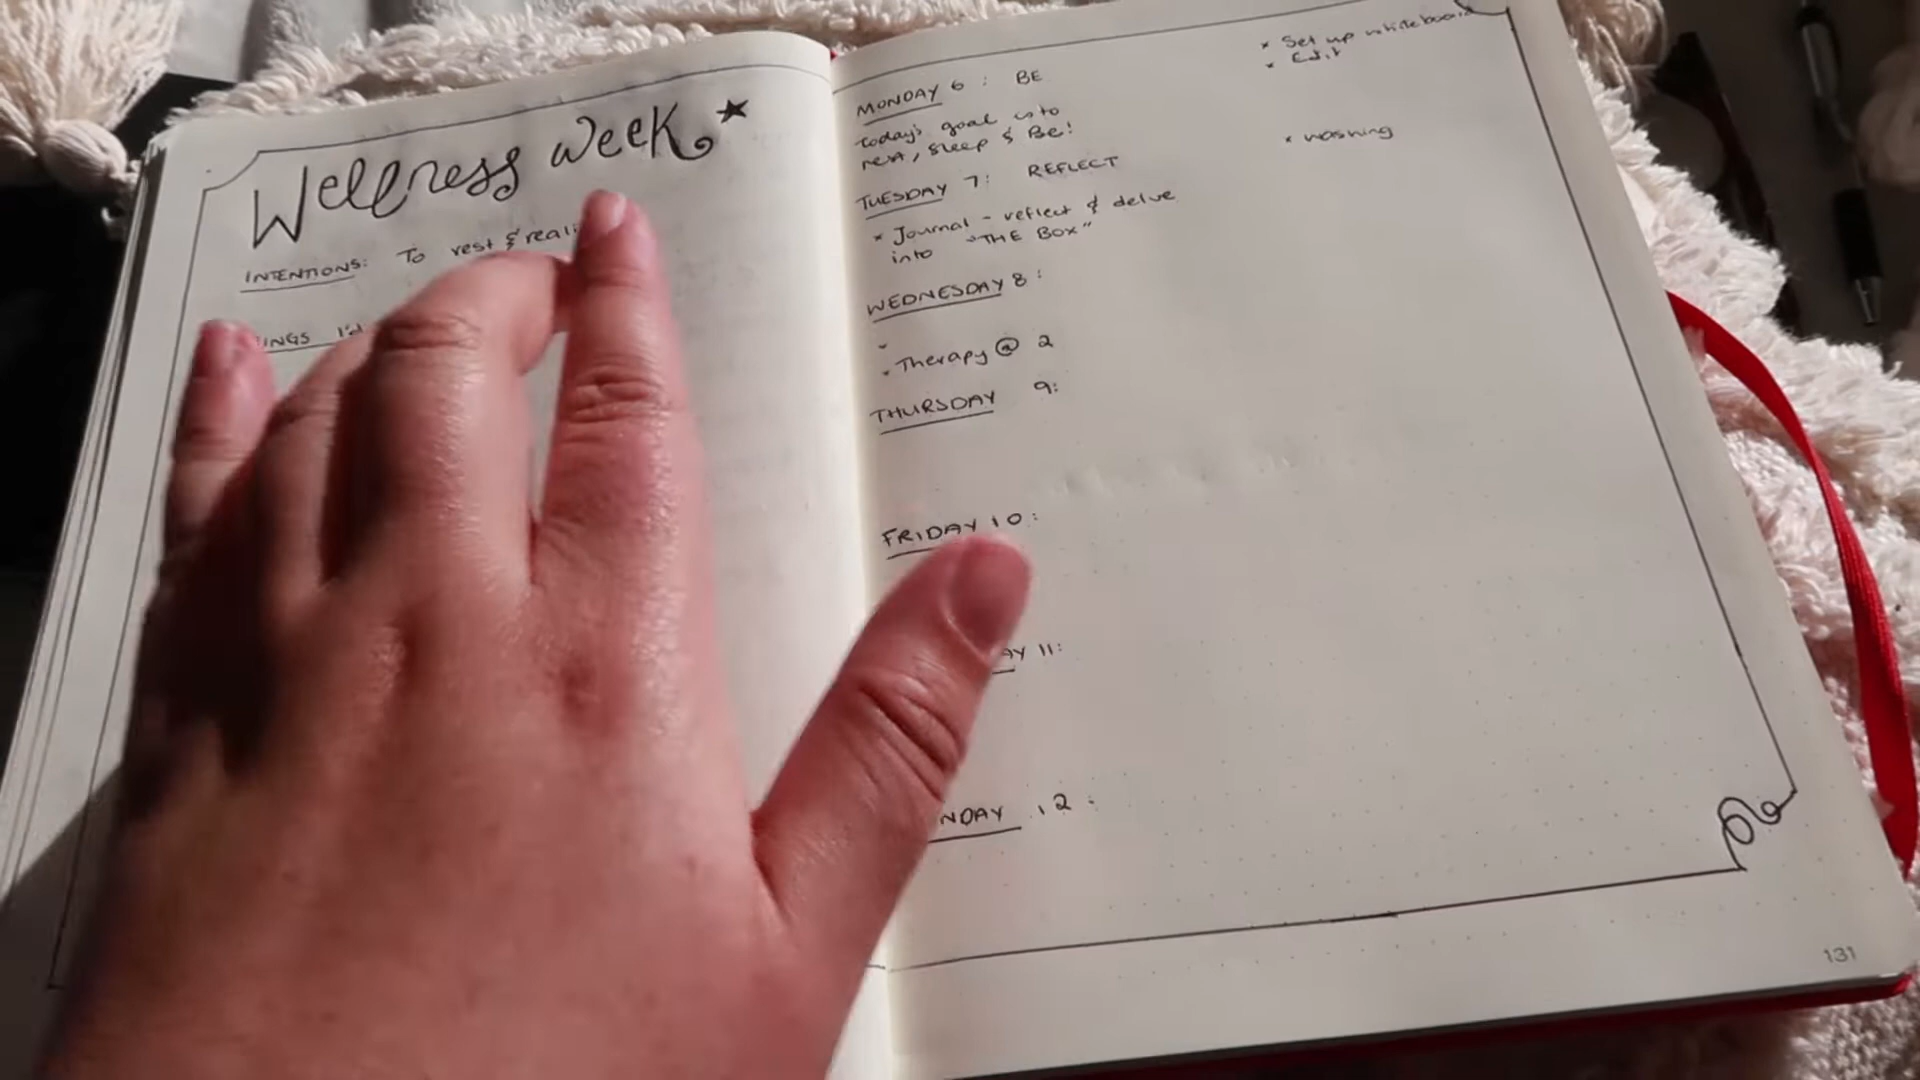 Wellness week
INTENTIONS: To rest & reali
INGS I'd
MONDAY 6 : BE
today's goal is to
rest, sleep & Be!
TUESDAY 7: REFLECT
* Journal - reflect & delve
into "THE BOX"
WEDNESDAY 8:
Therapy @ 2
THURSDAY 9:
FRIDAY 10:
AY 11:
NDAY 12:
* Set up whiteboard
* Edit
* washing
131